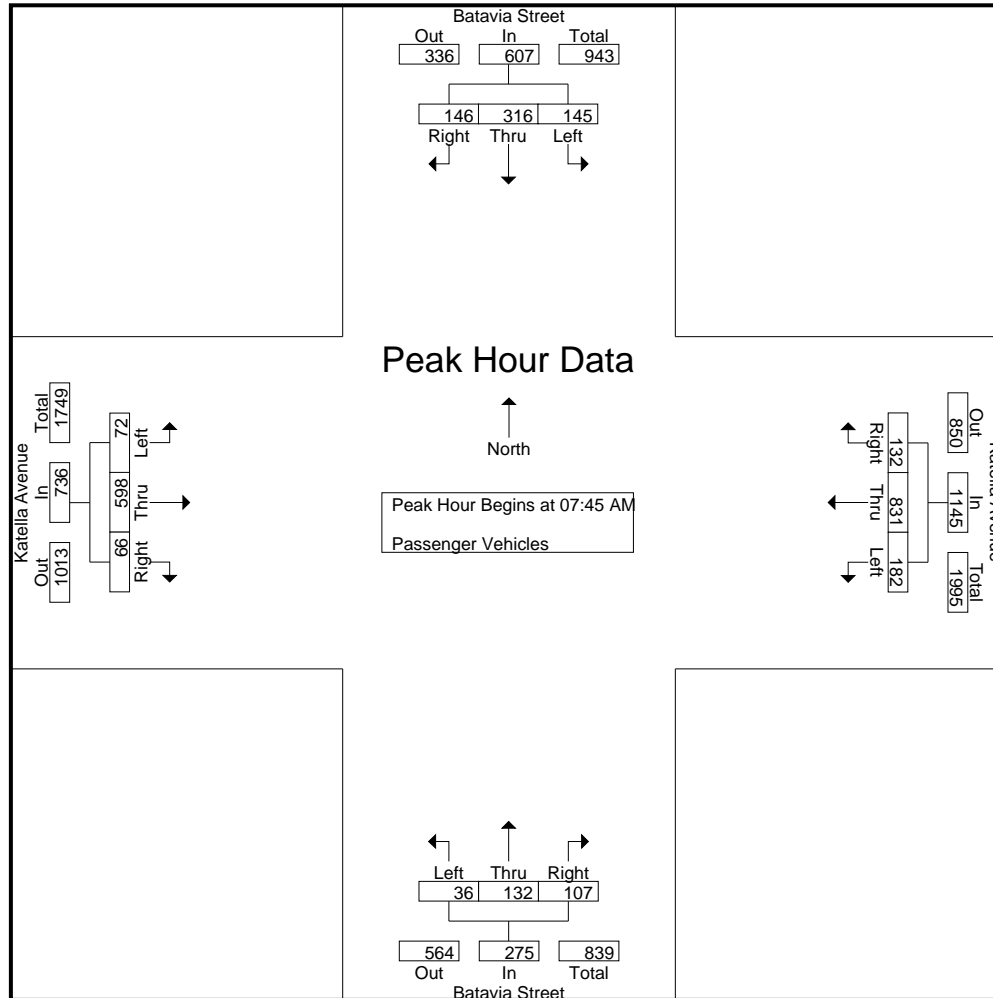 Batavia Street
Out In Total
336 607 943
146 316 145
Right Thru Left
Peak Hour Data
North
Peak Hour Begins at 07:45 AM
Passenger Vehicles
Katella Avenue
Total In Out
1749 736 1013
72 598 66
Left Thru Right
Katella Avenue
Out In Total
850 1145 1995
132 831 182
Right Thru Left
Left Thru Right
36 132 107
564 275 839
Out In Total
Batavia Street